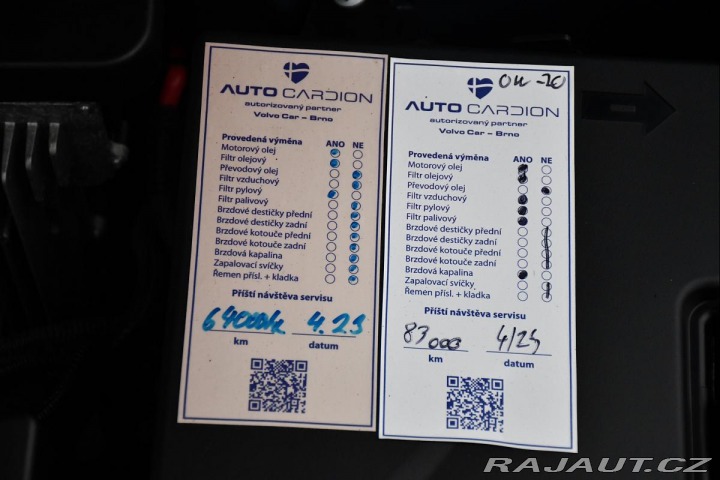 AUTO CARDION
autorizovaný partner
Volvo Car – Brno
Provedená výměna ANO NE
Motorový olej
Filtr olejový
Převodový olej
Filtr vzduchový
Filtr pylový
Filtr palivový
Brzdové destičky přední
Brzdové destičky zadní
Brzdové kotouče přední
Brzdové kotouče zadní
Brzdová kapalina
Zapalovací svíčky
Řemen přísl. + kladka
Příští návštěva servisu
4.23
km datum
AUTO CARDION
autorizovaný partner
Volvo Car – Brno
Provedená výměna ANO NE
Motorový olej
Filtr olejový
Převodový olej
Filtr vzduchový
Filtr pylový
Filtr palivový
Brzdové destičky přední
Brzdové destičky zadní
Brzdové kotouče přední
Brzdové kotouče zadní
Brzdová kapalina
Zapalovací svíčky
Řemen přísl. + kladka
Příští návštěva servisu
83000 4/25
km datum
RAJAUT.CZ